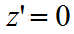 z' = 0